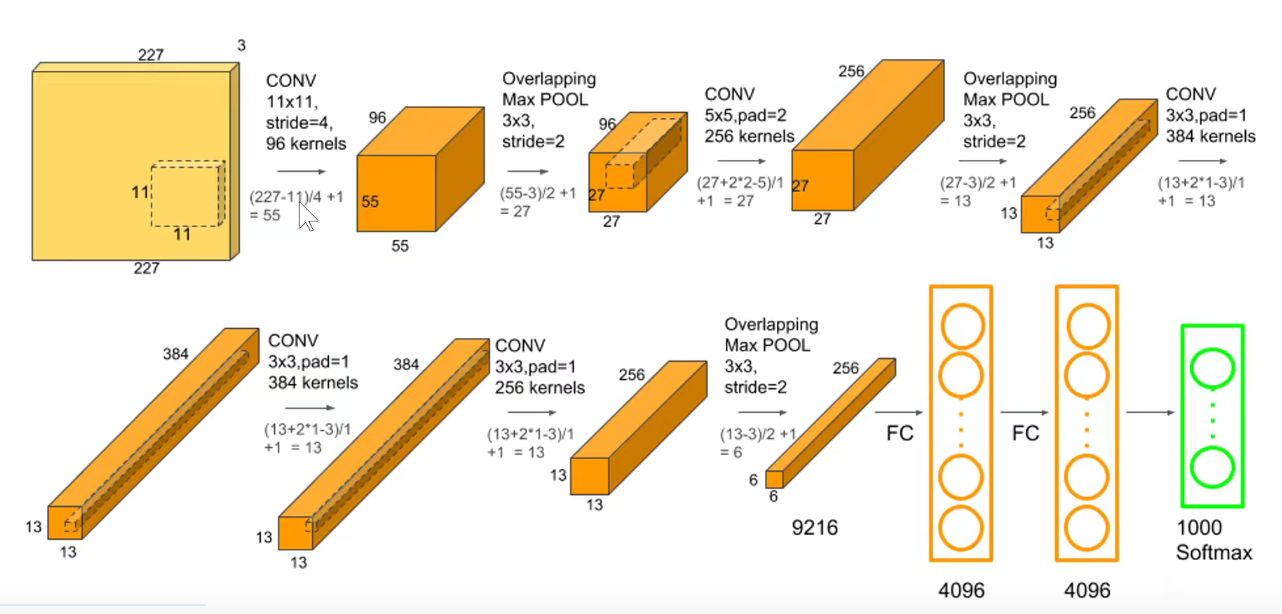 227
3
CONV
11x11,
stride=4,
96 kernels
(227-11)/4 +1
= 55
11
11
227
96
55
55
Overlapping
Max POOL
3x3,
stride=2
(55-3)/2 +1
= 27
96
27
27
CONV
5x5,pad=2
256 kernels
(27+2*2-5)/1
+1 = 27
256
27
27
Overlapping
Max POOL
3x3,
stride=2
(27-3)/2 +1
= 13
256
13
13
CONV
3x3,pad=1
384 kernels
(13+2*1-3)/1
+1 = 13
384
13
13
CONV
3x3,pad=1
384 kernels
(13+2*1-3)/1
+1 = 13
384
13
13
CONV
3x3,pad=1
256 kernels
(13+2*1-3)/1
+1 = 13
256
13
13
Overlapping
Max POOL
3x3,
stride=2
(13-3)/2 +1
= 6
256
6
6
9216
FC
4096
FC
4096
1000
Softmax